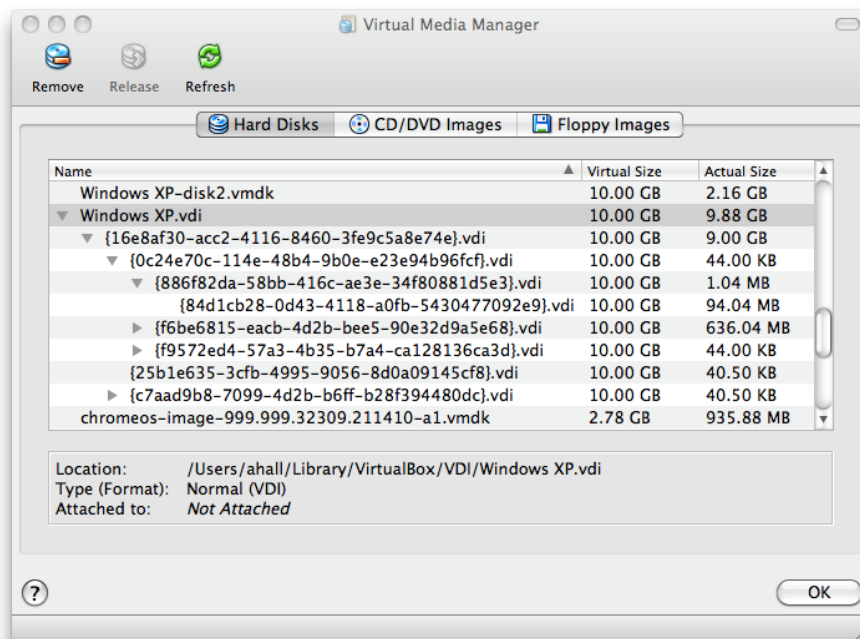 Virtual Media Manager
Remove Release Refresh
Hard Disks CD/DVD Images Floppy Images
Name Virtual Size Actual Size
Windows XP-disk2.vmdk 10.00 GB 2.16 GB
Windows XP.vdi 10.00 GB 9.88 GB
{16e8af30-acc2-4116-8460-3fe9c5a8e74e}.vdi 10.00 GB 9.00 GB
{0c24e70c-114e-48b4-9b0e-e23e94b96fcf}.vdi 10.00 GB 44.00 KB
{886f82da-58bb-416c-ae3e-34f80881d5e3}.vdi 10.00 GB 1.04 MB
{84d1cb28-0d43-4118-a0fb-5430477092e9}.vdi 10.00 GB 94.04 MB
{f6be6815-eacb-4d2b-bee5-90e32d9a5e68}.vdi 10.00 GB 636.04 MB
{f9572ed4-57a3-4b35-b7a4-ca128136ca3d}.vdi 10.00 GB 44.00 KB
{25b1e635-3cfb-4995-9056-8d0a09145cf8}.vdi 10.00 GB 40.50 KB
{c7aad9b8-7099-4d2b-b6ff-b28f394480dc}.vdi 10.00 GB 40.50 KB
chromeos-image-999.999.32309.211410-a1.vmdk 2.78 GB 935.88 MB
Location: /Users/ahall/Library/VirtualBox/VDI/Windows XP.vdi
Type (Format): Normal (VDI)
Attached to: Not Attached
? OK